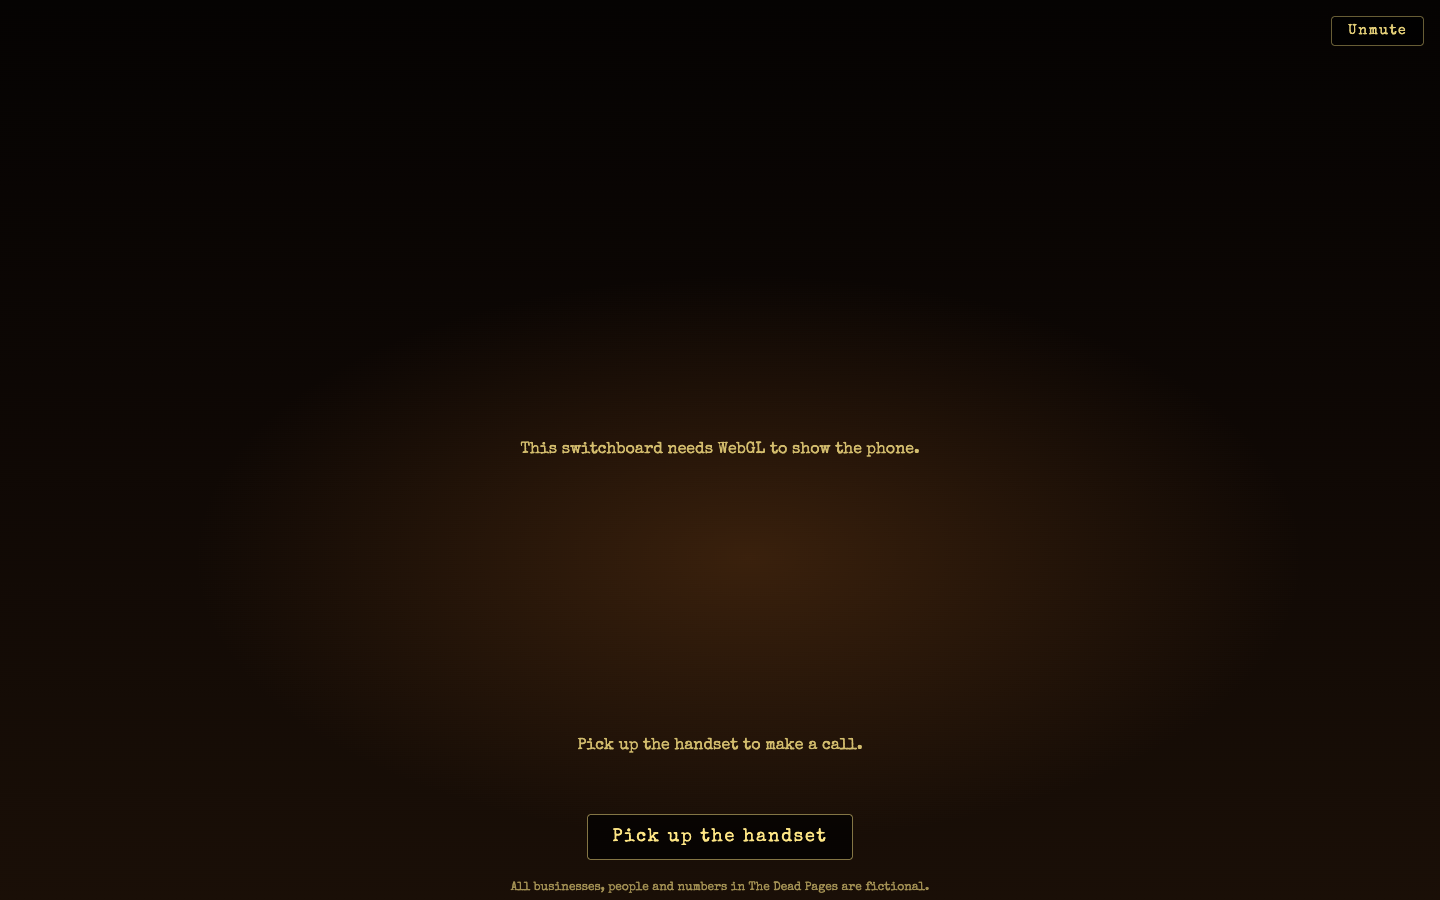 Unmute
This switchboard needs WebGL to show the phone.
Pick up the handset to make a call.
Pick up the handset
All businesses, people and numbers in The Dead Pages are fictional.